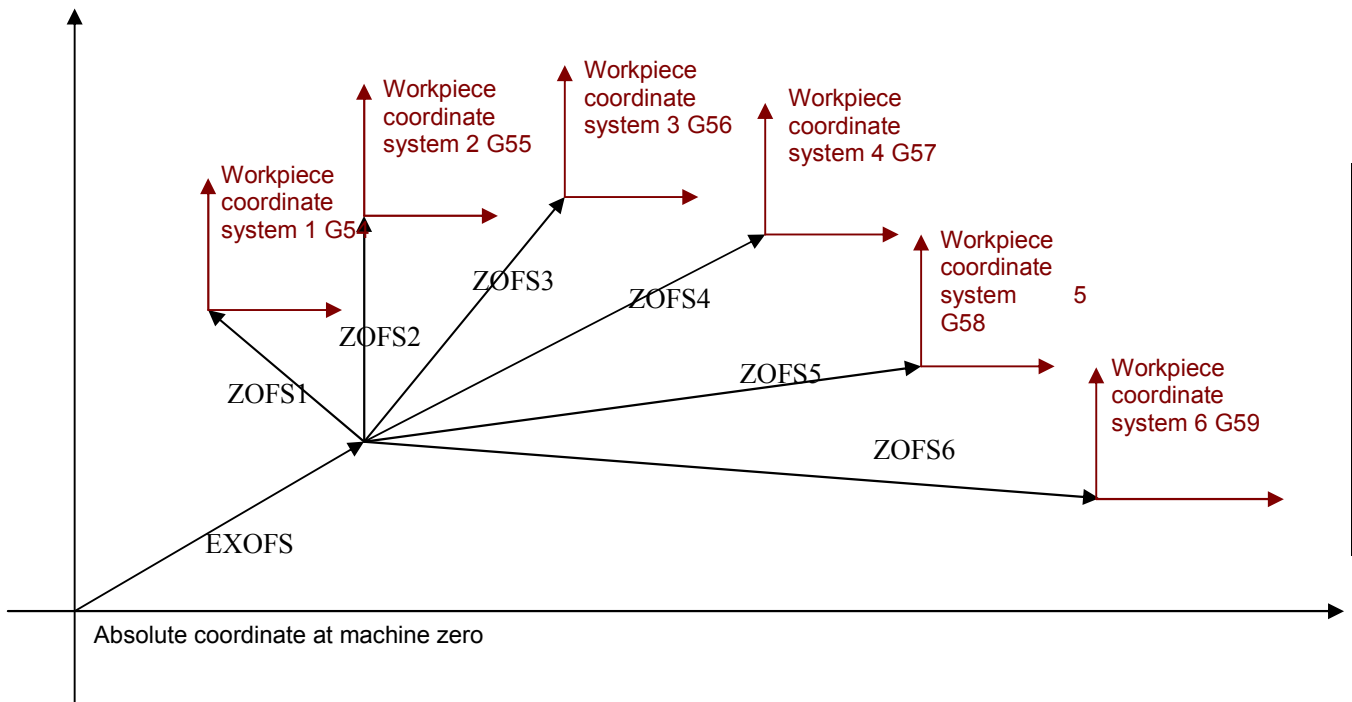 Workpiece
coordinate
system 1 G54
Workpiece
coordinate
system 2 G55
Workpiece
coordinate
system 3 G56
Workpiece
coordinate
system 4 G57
Workpiece
coordinate
system 5
G58
Workpiece
coordinate
system 6 G59
ZOFS1
ZOFS2
ZOFS3
ZOFS4
ZOFS5
ZOFS6
EXOFS
Absolute coordinate at machine zero